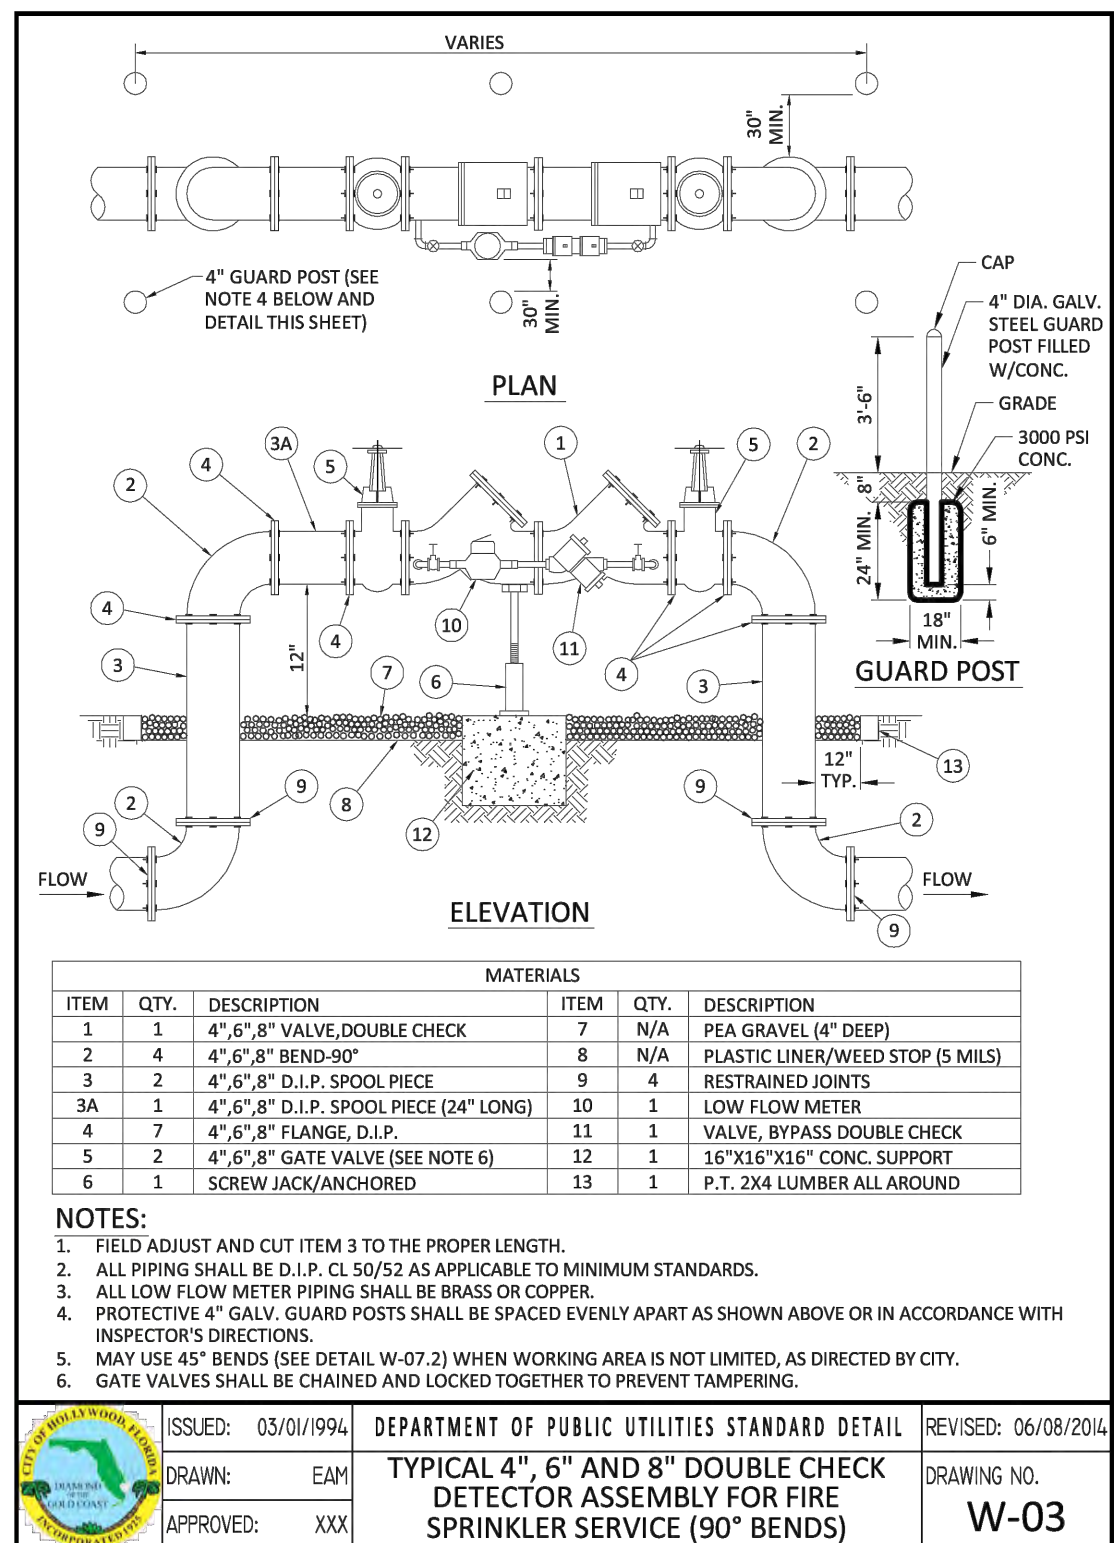 VARIES
30" MIN.
4" GUARD POST (SEE
NOTE 4 BELOW AND
DETAIL THIS SHEET)
30" MIN.
PLAN
CAP
4" DIA. GALV.
STEEL GUARD
POST FILLED
W/CONC.
GRADE
3000 PSI
CONC.
3'-6"
8"
24" MIN.
6" MIN.
18"
MIN.
GUARD POST
2
4
3A
5
1
5
2
4
3
4
12"
7
10
6
11
4
3
12"
TYP.
13
2
9
9
8
12
9
2
9
FLOW
FLOW
ELEVATION
MATERIALS
ITEM QTY. DESCRIPTION ITEM QTY. DESCRIPTION
1 1 4",6",8" VALVE,DOUBLE CHECK 7 N/A PEA GRAVEL (4" DEEP)
2 4 4",6",8" BEND-90° 8 N/A PLASTIC LINER/WEED STOP (5 MILS)
3 2 4",6",8" D.I.P. SPOOL PIECE 9 4 RESTRAINED JOINTS
3A 1 4",6",8" D.I.P. SPOOL PIECE (24" LONG) 10 1 LOW FLOW METER
4 7 4",6",8" FLANGE, D.I.P. 11 1 VALVE, BYPASS DOUBLE CHECK
5 2 4",6",8" GATE VALVE (SEE NOTE 6) 12 1 16"X16"X16" CONC. SUPPORT
6 1 SCREW JACK/ANCHORED 13 1 P.T. 2X4 LUMBER ALL AROUND
NOTES:
1. FIELD ADJUST AND CUT ITEM 3 TO THE PROPER LENGTH.
2. ALL PIPING SHALL BE D.I.P. CL 50/52 AS APPLICABLE TO MINIMUM STANDARDS.
3. ALL LOW FLOW METER PIPING SHALL BE BRASS OR COPPER.
4. PROTECTIVE 4" GALV. GUARD POSTS SHALL BE SPACED EVENLY APART AS SHOWN ABOVE OR IN ACCORDANCE WITH
INSPECTOR'S DIRECTIONS.
5. MAY USE 45° BENDS (SEE DETAIL W-07.2) WHEN WORKING AREA IS NOT LIMITED, AS DIRECTED BY CITY.
6. GATE VALVES SHALL BE CHAINED AND LOCKED TOGETHER TO PREVENT TAMPERING.
CITY OF HOLLYWOOD, FLORIDA
DIAMOND
OF THE
GOLD COAST
INCORPORATED 1925
ISSUED: 03/01/1994
DRAWN: EAM
APPROVED: XXX
DEPARTMENT OF PUBLIC UTILITIES STANDARD DETAIL
TYPICAL 4", 6" AND 8" DOUBLE CHECK
DETECTOR ASSEMBLY FOR FIRE
SPRINKLER SERVICE (90° BENDS)
REVISED: 06/08/2014
DRAWING NO.
W-03